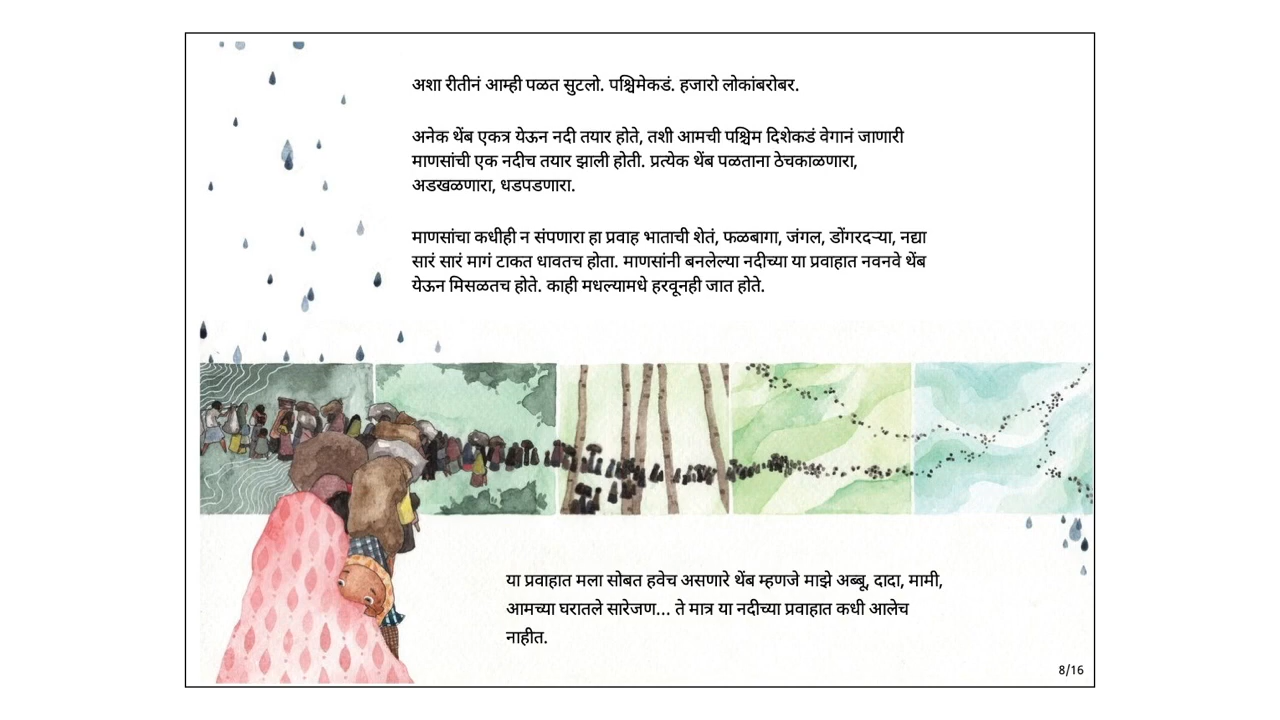 अशा रीतीनं आम्ही पळत सुटलो. पश्चिमेकडं. हजारो लोकांबरोबर.
अनेक थेंब एकत्र येऊन नदी तयार होते, तशी आमची पश्चिम दिशेकडं वेगानं जाणारी
माणसांची एक नदीच तयार झाली होती. प्रत्येक थेंब पळताना ठेचकाळणारा,
अडखळणारा, धडपडणारा.
माणसांचा कधीही न संपणारा हा प्रवाह भाताची शेतं, फळबागा, जंगल, डोंगरदऱ्या, नद्या
सारं सारं मागं टाकत धावतच होता. माणसांनी बनलेल्या नदीच्या या प्रवाहात नवनवे थेंब
येऊन मिसळतच होते. काही मधल्यामधे हरवूनही जात होते.
या प्रवाहात मला सोबत हवेच असणारे थेंब म्हणजे माझे अब्बू, दादा, मामी,
आमच्या घरातले सारेजण... ते मात्र या नदीच्या प्रवाहात कधी आलेच
नाहीत.
8/16